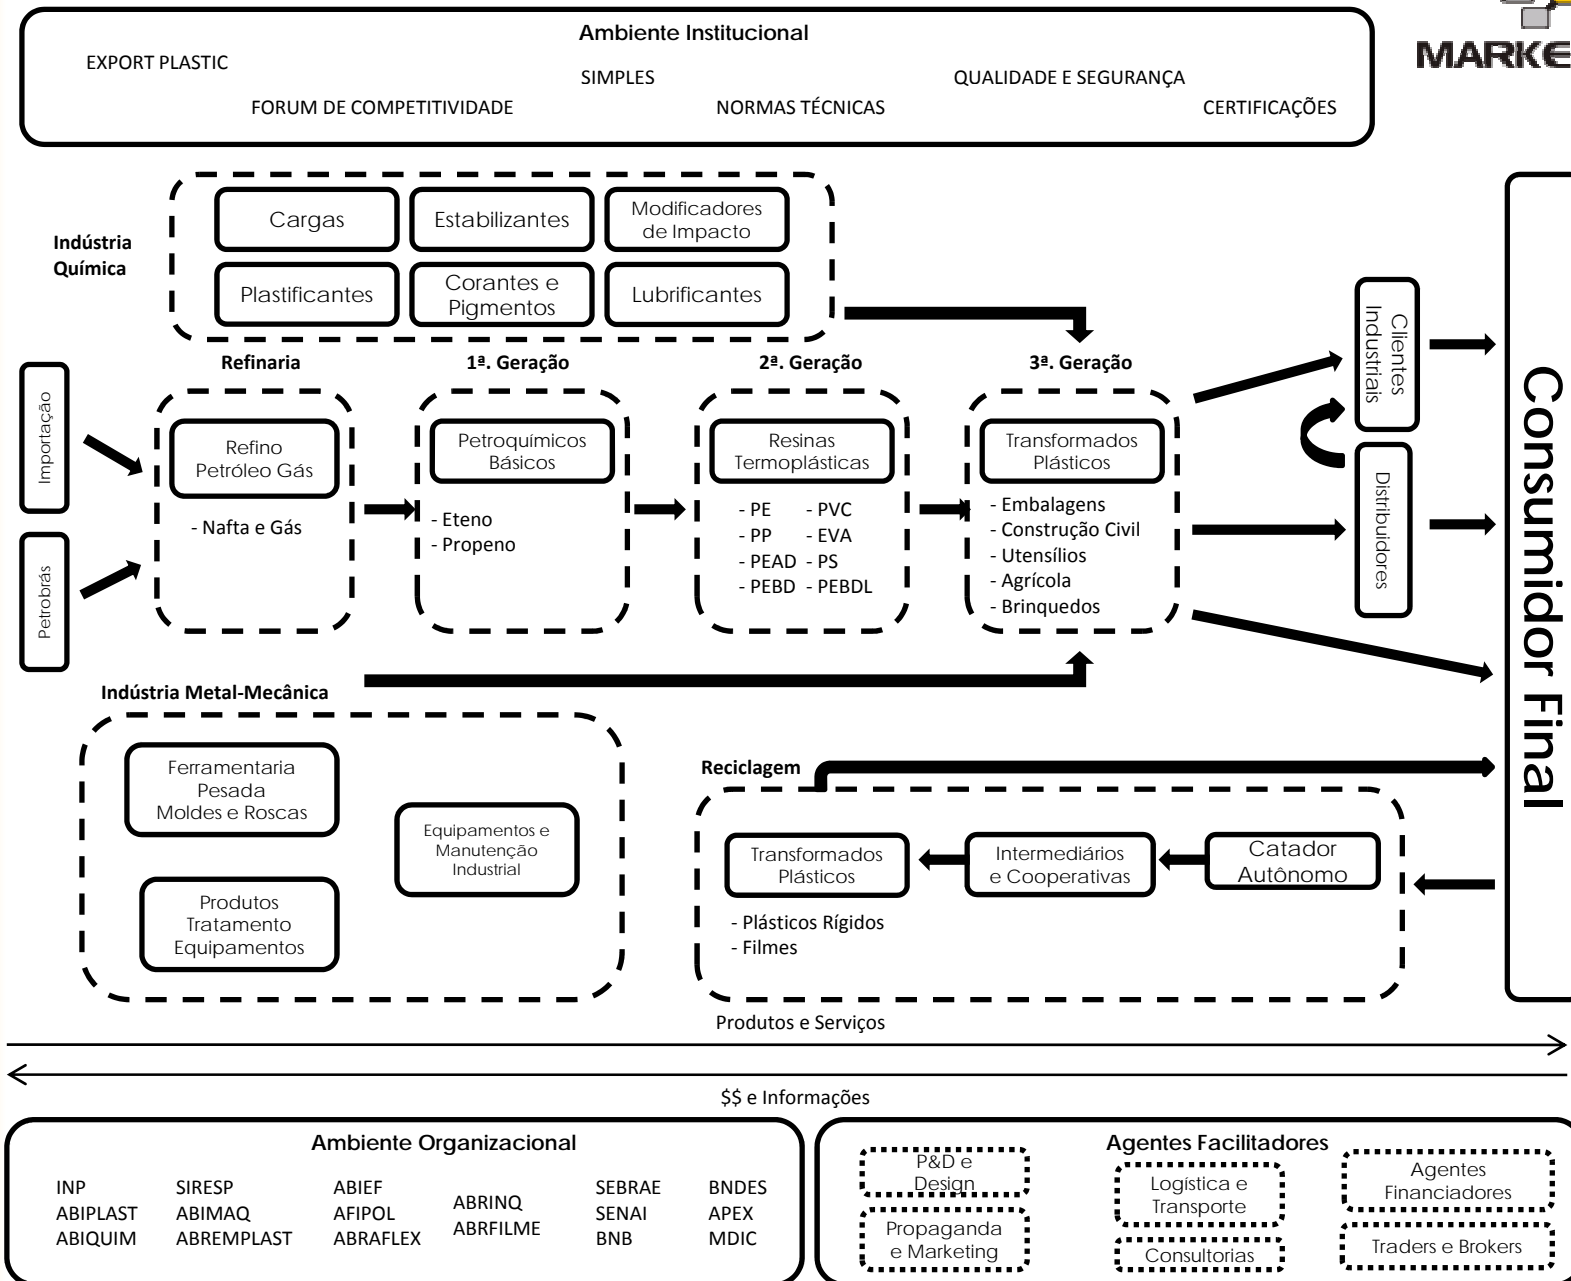 Ambiente Institucional
EXPORT PLASTIC
SIMPLES
QUALIDADE E SEGURANÇA
FORUM DE COMPETITIVIDADE
NORMAS TÉCNICAS
CERTIFICAÇÕES
MARKE
Indústria
Química
Cargas
Estabilizantes
Modificadores
de Impacto
Plastificantes
Corantes e
Pigmentos
Lubrificantes
Refinaria
1ª. Geração
2ª. Geração
3ª. Geração
Importação
Petrobrás
Refino
Petróleo Gás
- Nafta e Gás
Petroquímicos
Básicos
- Eteno
- Propeno
Resinas
Termoplásticas
- PE - PVC
- PP - EVA
- PEAD - PS
- PEBD - PEBDL
Transformados
Plásticos
- Embalagens
- Construção Civil
- Utensílios
- Agrícola
- Brinquedos
Clientes
Industriais
Distribuidores
Consumidor Final
Indústria Metal-Mecânica
Ferramentaria
Pesada
Moldes e Roscas
Equipamentos e
Manutenção
Industrial
Produtos
Tratamento
Equipamentos
Reciclagem
Transformados
Plásticos
Intermediários
e Cooperativas
Catador
Autônomo
- Plásticos Rígidos
- Filmes
Produtos e Serviços
$$ e Informações
Ambiente Organizacional
INP
ABIPLAST
ABIQUIM
SIRESP
ABIMAQ
ABREMPLAST
ABIEF
AFIPOL
ABRAFLEX
ABRINQ
ABRFILME
SEBRAE
SENAI
BNB
BNDES
APEX
MDIC
Agentes Facilitadores
P&D e
Design
Propaganda
e Marketing
Logística e
Transporte
Consultorias
Agentes
Financiadores
Traders e Brokers